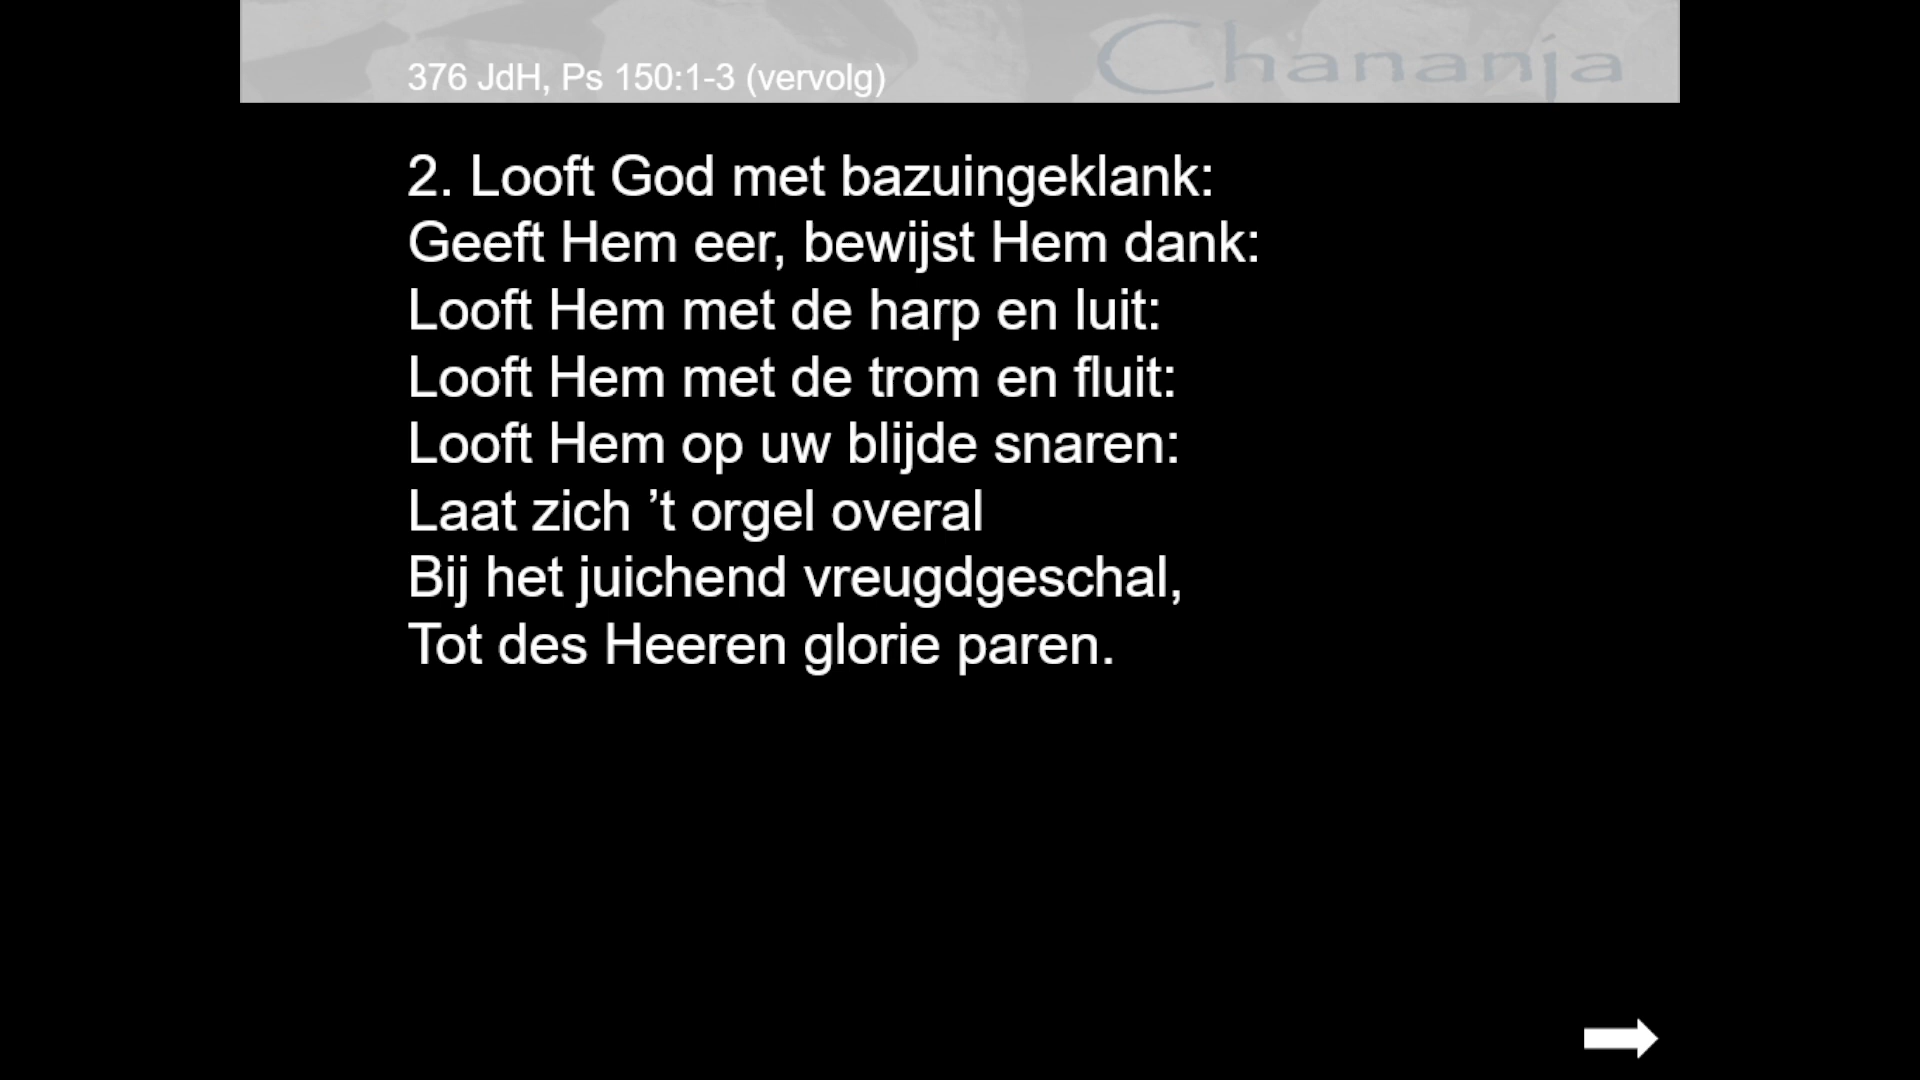 Chananja
376 JdH, Ps 150:1-3 (vervolg)
2. Looft God met bazuingeklank:
Geeft Hem eer, bewijst Hem dank:
Looft Hem met de harp en luit:
Looft Hem met de trom en fluit:
Looft Hem op uw blijde snaren:
Laat zich ’t orgel overal
Bij het juichend vreugdgeschal,
Tot des Heeren glorie paren.